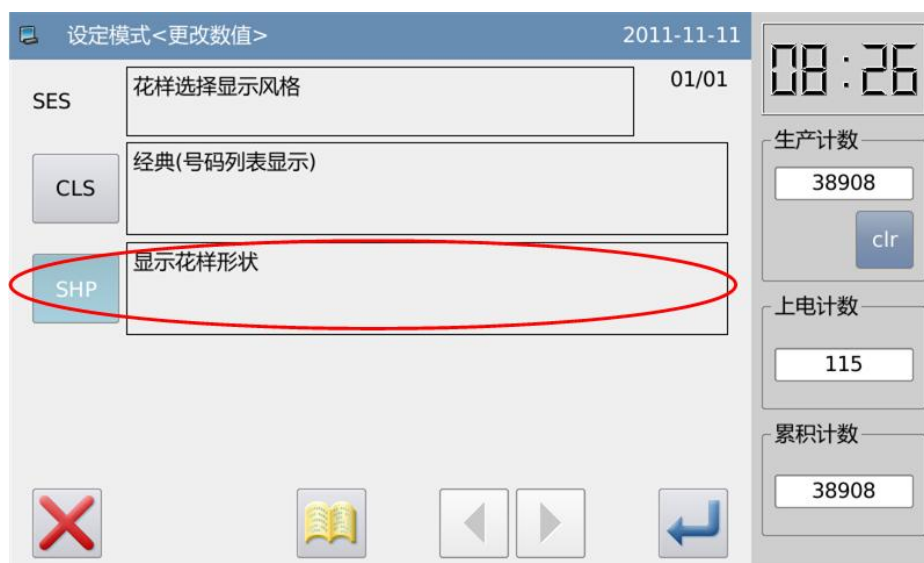 设定模式<更改数值>
2011-11-11
08:26
SES
花样选择显示风格
01/01
CLS
经典(号码列表显示)
SHP
显示花样形状
生产计数
38908
clr
上电计数
115
累积计数
38908